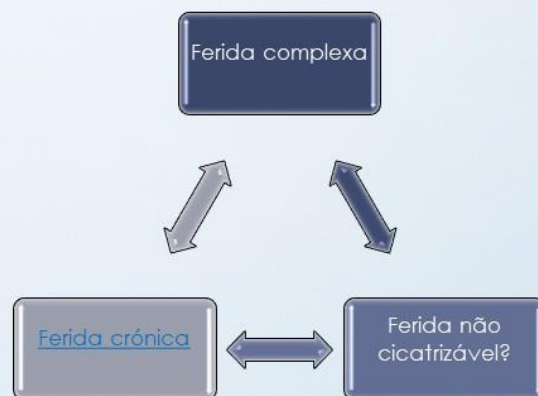 Ferida complexa
Ferida crónica
Ferida não
cicatrizável?